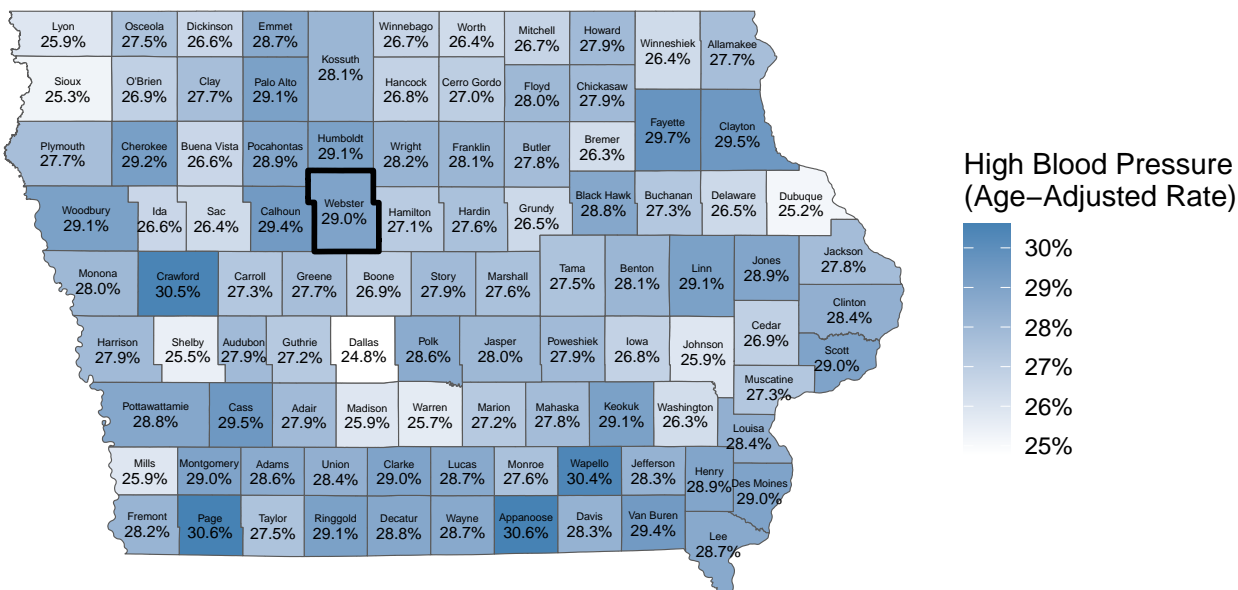 Lyon
25.9%
Osceola
27.5%
Dickinson
26.6%
Emmet
28.7%
Kossuth
28.1%
Winnebago
26.7%
Worth
26.4%
Mitchell
26.7%
Howard
27.9%
Winneshiek
26.4%
Allamakee
27.7%
Sioux
25.3%
O'Brien
26.9%
Clay
27.7%
Palo Alto
29.1%
Hancock
26.8%
Cerro Gordo
27.0%
Floyd
28.0%
Chickasaw
27.9%
Fayette
29.7%
Clayton
29.5%
Plymouth
27.7%
Cherokee
29.2%
Buena Vista
26.6%
Pocahontas
28.9%
Humboldt
29.1%
Wright
28.2%
Franklin
28.1%
Butler
27.8%
Bremer
26.3%
High Blood Pressure
(Age−Adjusted Rate)
Woodbury
29.1%
Ida
26.6%
Sac
26.4%
Calhoun
29.4%
Webster
29.0%
Hamilton
27.1%
Hardin
27.6%
Grundy
26.5%
Black Hawk
28.8%
Buchanan
27.3%
Delaware
26.5%
Dubuque
25.2%
30%
29%
28%
27%
26%
25%
Monona
28.0%
Crawford
30.5%
Carroll
27.3%
Greene
27.7%
Boone
26.9%
Story
27.9%
Marshall
27.6%
Tama
27.5%
Benton
28.1%
Linn
29.1%
Jones
28.9%
Jackson
27.8%
Clinton
28.4%
Harrison
27.9%
Shelby
25.5%
Audubon
27.9%
Guthrie
27.2%
Dallas
24.8%
Polk
28.6%
Jasper
28.0%
Poweshiek
27.9%
Iowa
26.8%
Johnson
25.9%
Cedar
26.9%
Scott
29.0%
Muscatine
27.3%
Pottawattamie
28.8%
Cass
29.5%
Adair
27.9%
Madison
25.9%
Warren
25.7%
Marion
27.2%
Mahaska
27.8%
Keokuk
29.1%
Washington
26.3%
Louisa
28.4%
Mills
25.9%
Montgomery
29.0%
Adams
28.6%
Union
28.4%
Clarke
29.0%
Lucas
28.7%
Monroe
27.6%
Wapello
30.4%
Jefferson
28.3%
Henry
28.9%
Des Moines
29.0%
Fremont
28.2%
Page
30.6%
Taylor
27.5%
Ringgold
29.1%
Decatur
28.8%
Wayne
28.7%
Appanoose
30.6%
Davis
28.3%
Van Buren
29.4%
Lee
28.7%